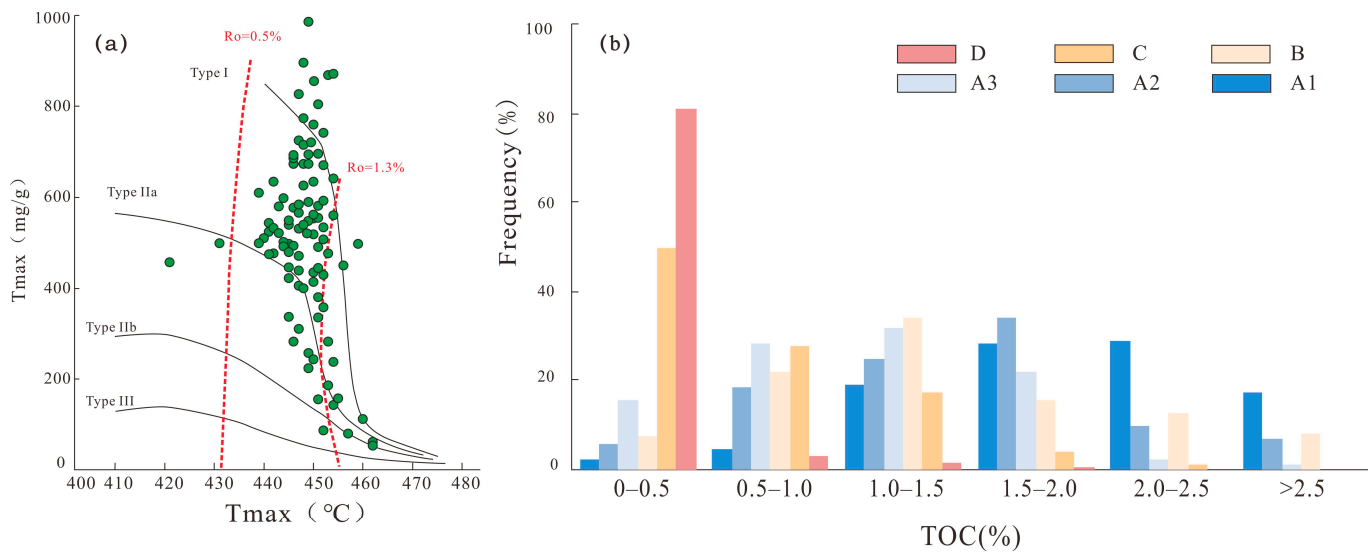 (a)
1000
800
600
400
200
0
Tmax (mg/g)
Ro=0.5%
Type I
Ro=1.3%
Type IIa
Type IIb
Type III
400 410 420 430 440 450 460 470 480
Tmax (℃)
(b)
100
80
60
40
20
0
Frequency(%)
D C B
A3 A2 A1
0–0.5 0.5–1.0 1.0–1.5 1.5–2.0 2.0–2.5 >2.5
TOC(%)